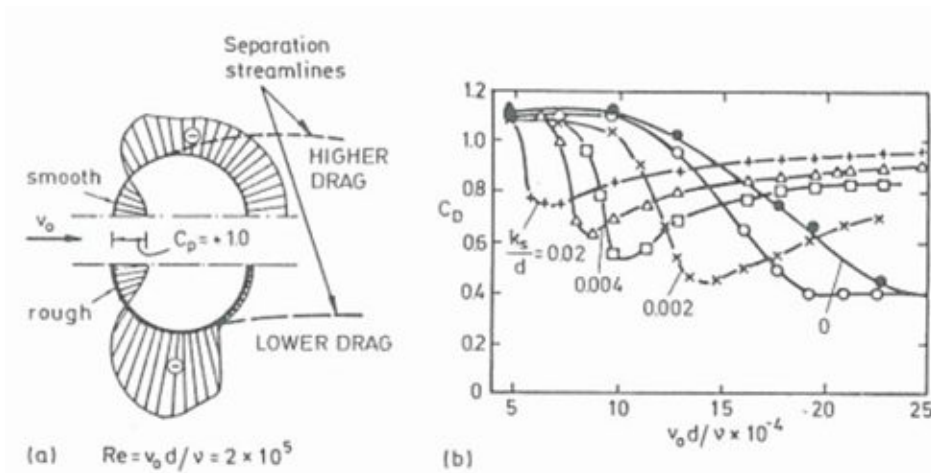 Separation
streamlines
⊖
HIGHER
DRAG
smooth
v₀
C_p = + 1.0
rough
LOWER DRAG
⊖
(a) Re = v₀ d / ν = 2 × 10⁵
1.2
1.0
0.8
C_D
0.6
0.4
0.2
0
k_s/d = 0.02
0.004
0.002
0
5 10 15 20 25
v₀ d / ν × 10⁻⁴
(b)